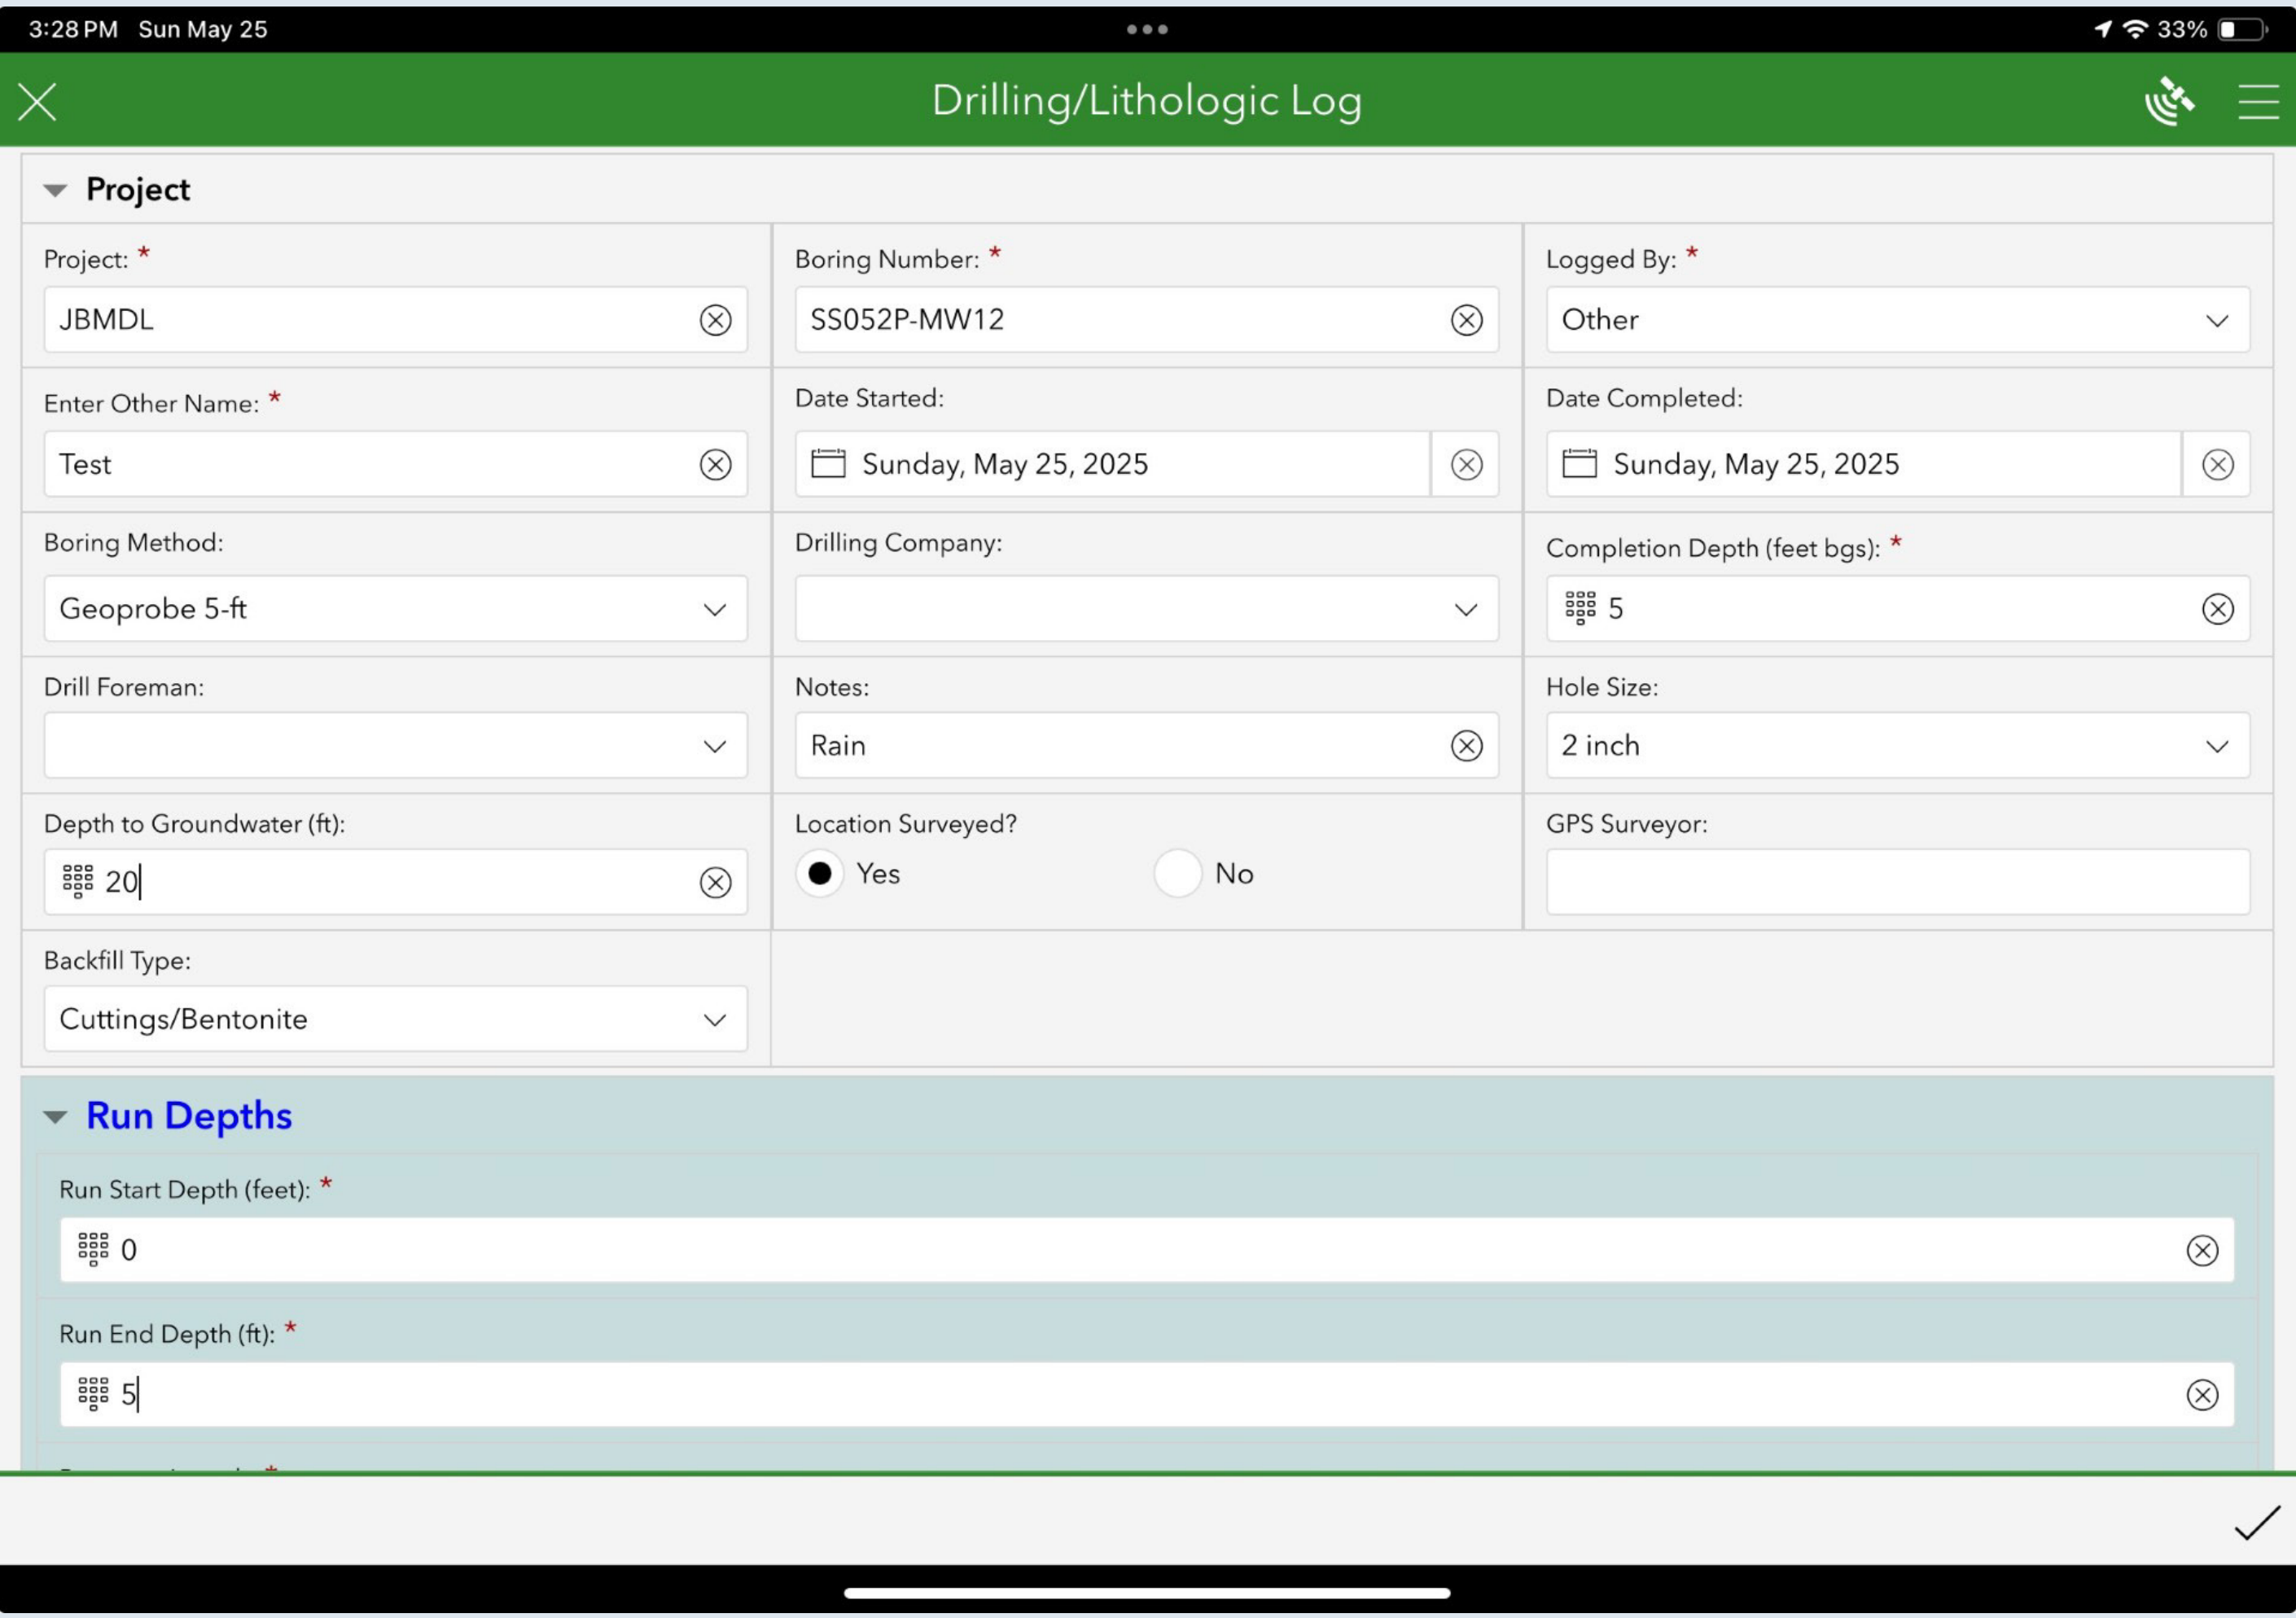 3:28 PM Sun May 25
33%
Drilling/Lithologic Log
Project
Project: * Boring Number: * Logged By: *
JBMDL SS052P-MW12 Other
Enter Other Name: * Date Started: Date Completed:
Test Sunday, May 25, 2025 Sunday, May 25, 2025
Boring Method: Drilling Company: Completion Depth (feet bgs): *
Geoprobe 5-ft 5
Drill Foreman: Notes: Hole Size:
Rain 2 inch
Depth to Groundwater (ft): Location Surveyed? GPS Surveyor:
20 Yes No
Backfill Type:
Cuttings/Bentonite
Run Depths
Run Start Depth (feet): *
0
Run End Depth (ft): *
5